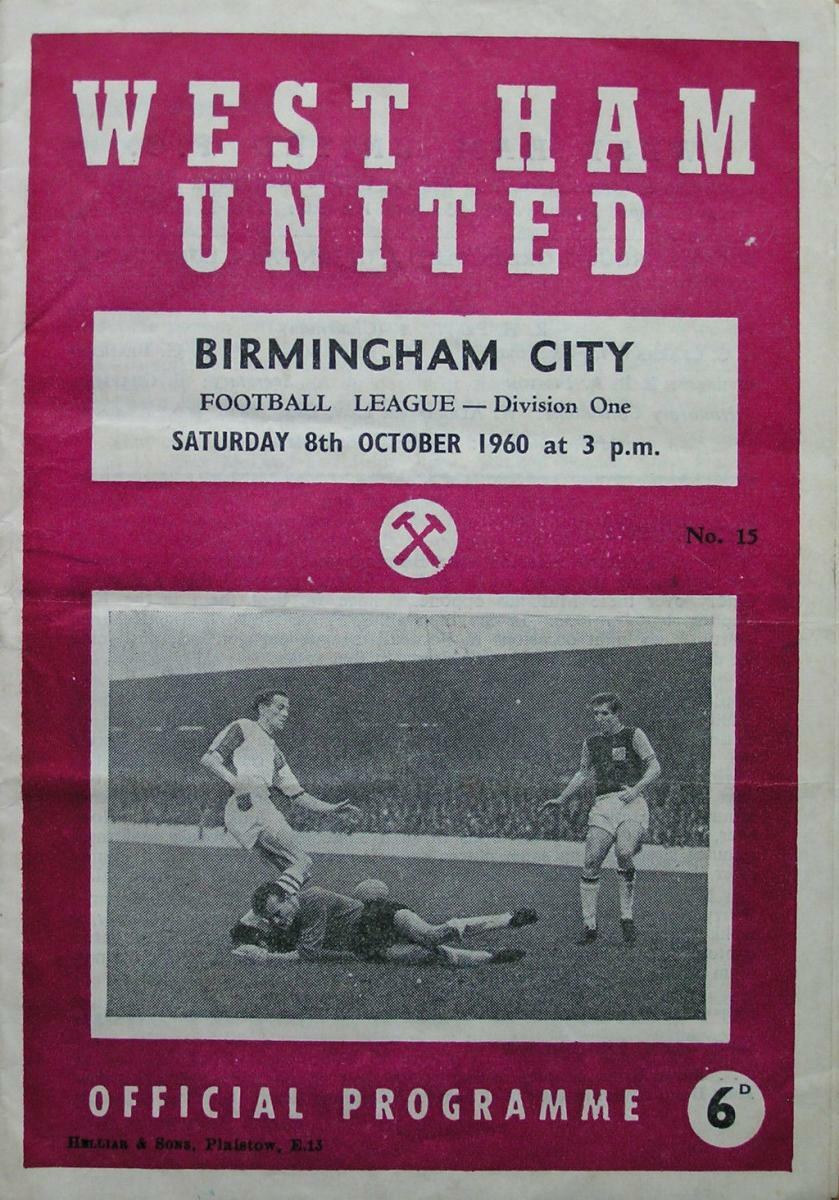 WEST HAM
UNITED
BIRMINGHAM CITY
FOOTBALL LEAGUE — Division One
SATURDAY 8th OCTOBER 1960 at 3 p.m.
No. 15
OFFICIAL PROGRAMME
6D
HELLIAR & SONS, Plaistow, E.13